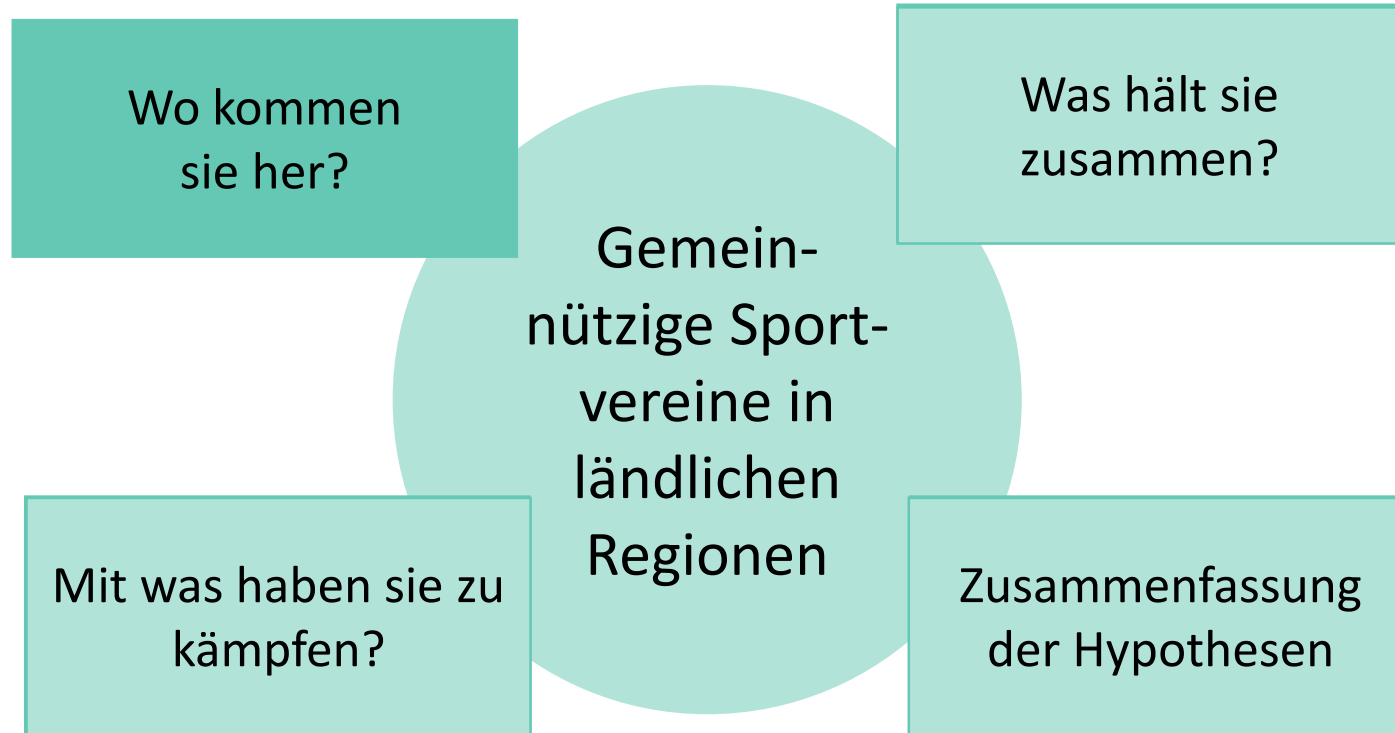 Wo kommen
sie her?
Was hält sie
zusammen?
Gemein-
nützige Sport-
vereine in
ländlichen
Regionen
Mit was haben sie zu
kämpfen?
Zusammenfassung
der Hypothesen